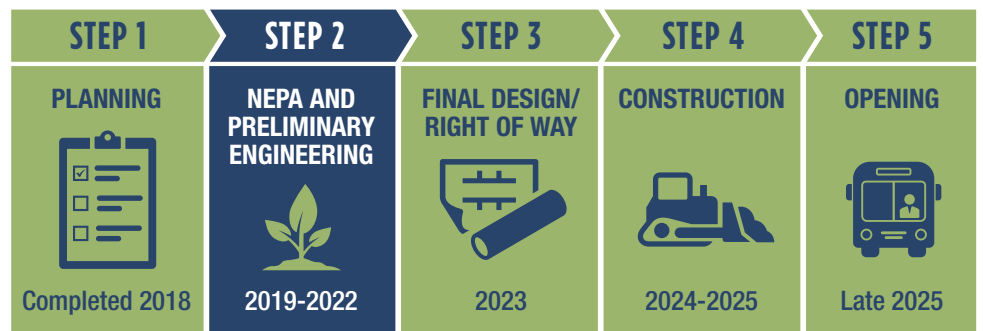 STEP 1
STEP 2
STEP 3
STEP 4
STEP 5
PLANNING
Completed 2018
NEPA AND
PRELIMINARY
ENGINEERING
2019-2022
FINAL DESIGN/
RIGHT OF WAY
2023
CONSTRUCTION
2024-2025
OPENING
Late 2025